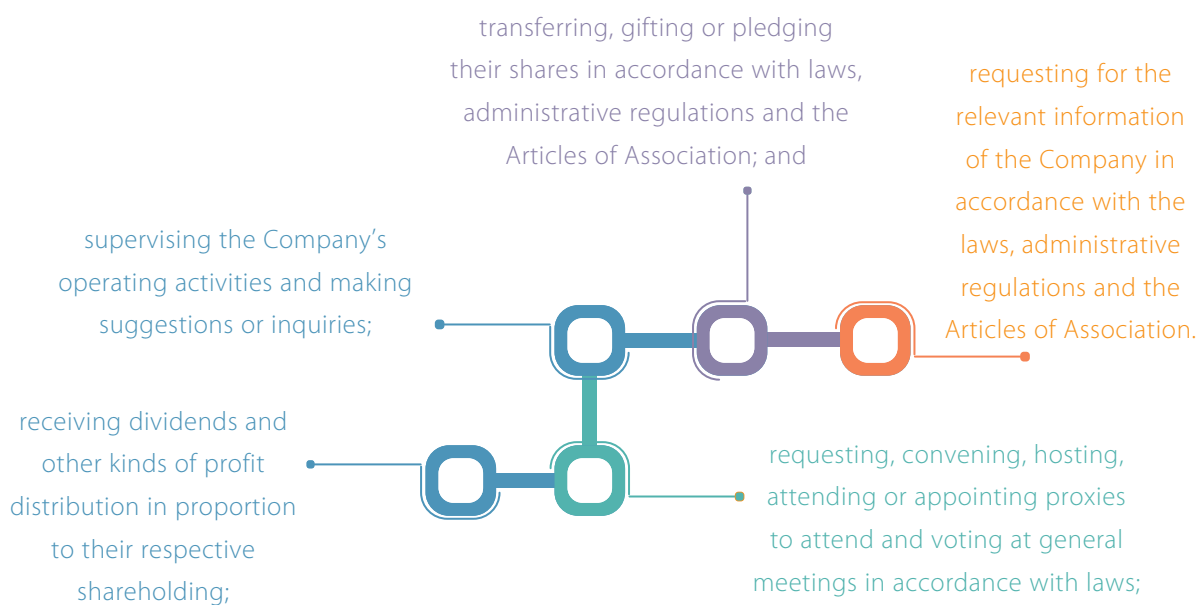 transferring, gifting or pledging
their shares in accordance with laws,
administrative regulations and the
Articles of Association; and
requesting for the
relevant information
of the Company in
accordance with the
laws, administrative
regulations and the
Articles of Association.
supervising the Company’s
operating activities and making
suggestions or inquiries;
receiving dividends and
other kinds of profit
distribution in proportion
to their respective
shareholding;
requesting, convening, hosting,
attending or appointing proxies
to attend and voting at general
meetings in accordance with laws;